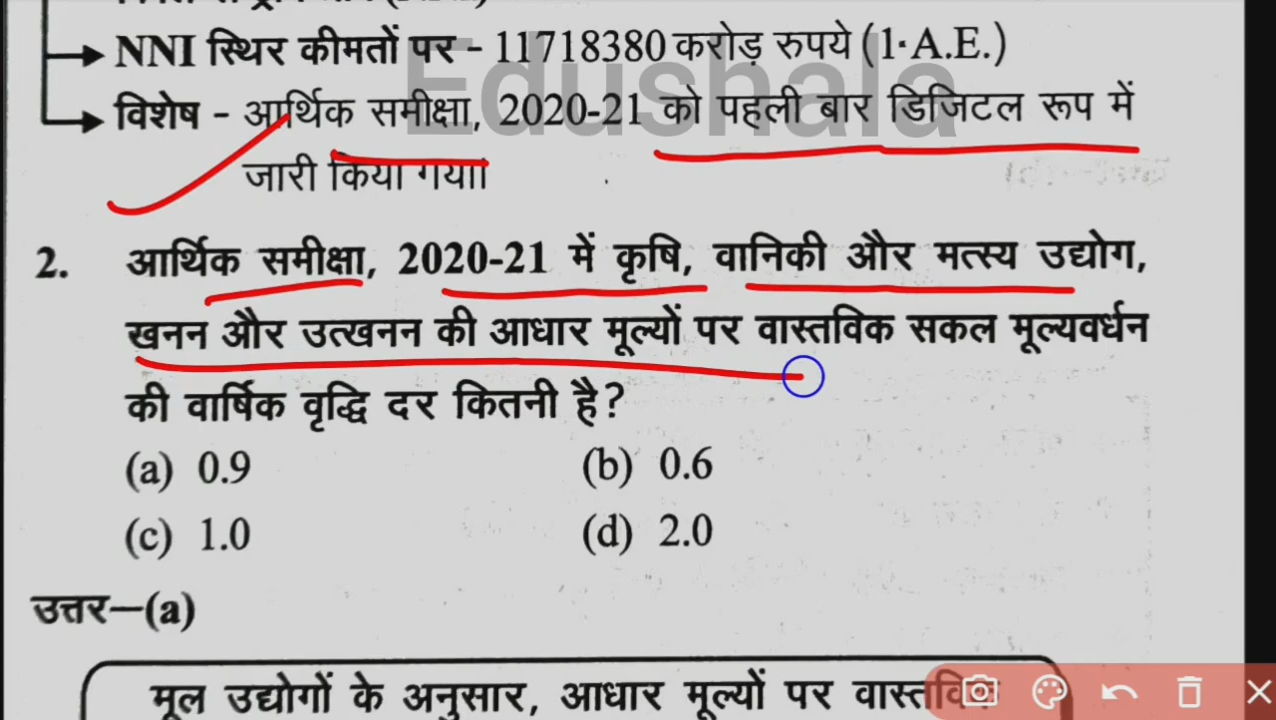 NNI स्थिर कीमतों पर - 11718380 करोड़ रुपये (1·A.E.)
Edushala
विशेष - आर्थिक समीक्षा, 2020-21 को पहली बार डिजिटल रूप में
जारी किया गया।
2. आर्थिक समीक्षा, 2020-21 में कृषि, वानिकी और मत्स्य उद्योग,
खनन और उत्खनन की आधार मूल्यों पर वास्तविक सकल मूल्यवर्धन
की वार्षिक वृद्धि दर कितनी है?
(a) 0.9 (b) 0.6
(c) 1.0 (d) 2.0
उत्तर—(a)
मूल उद्योगों के अनुसार, आधार मूल्यों पर वास्तविक